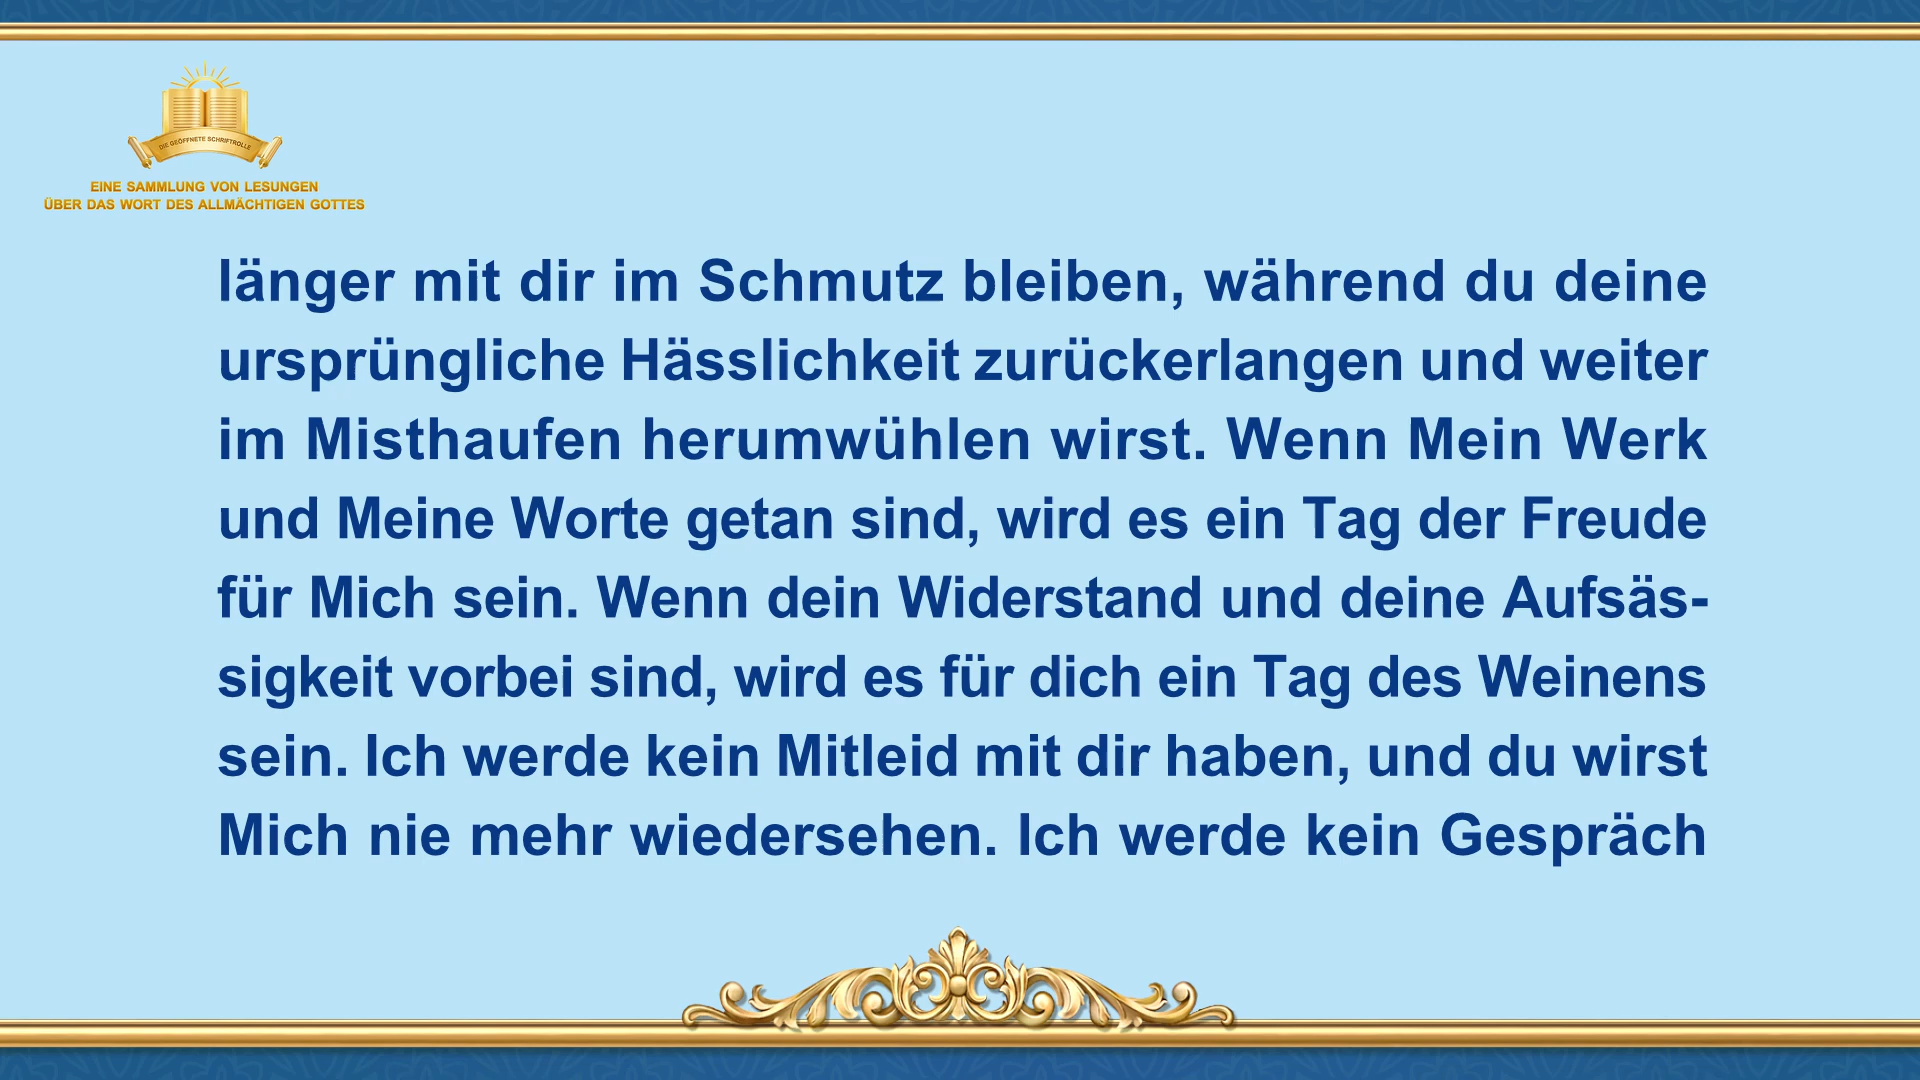 DIE GEÖFFNETE SCHRIFTROLLE
EINE SAMMLUNG VON LESUNGEN
ÜBER DAS WORT DES ALLMÄCHTIGEN GOTTES
länger mit dir im Schmutz bleiben, während du deine
ursprüngliche Hässlichkeit zurückerlangen und weiter
im Misthaufen herumwühlen wirst. Wenn Mein Werk
und Meine Worte getan sind, wird es ein Tag der Freude
für Mich sein. Wenn dein Widerstand und deine Aufsäs-
sigkeit vorbei sind, wird es für dich ein Tag des Weinens
sein. Ich werde kein Mitleid mit dir haben, und du wirst
Mich nie mehr wiedersehen. Ich werde kein Gespräch